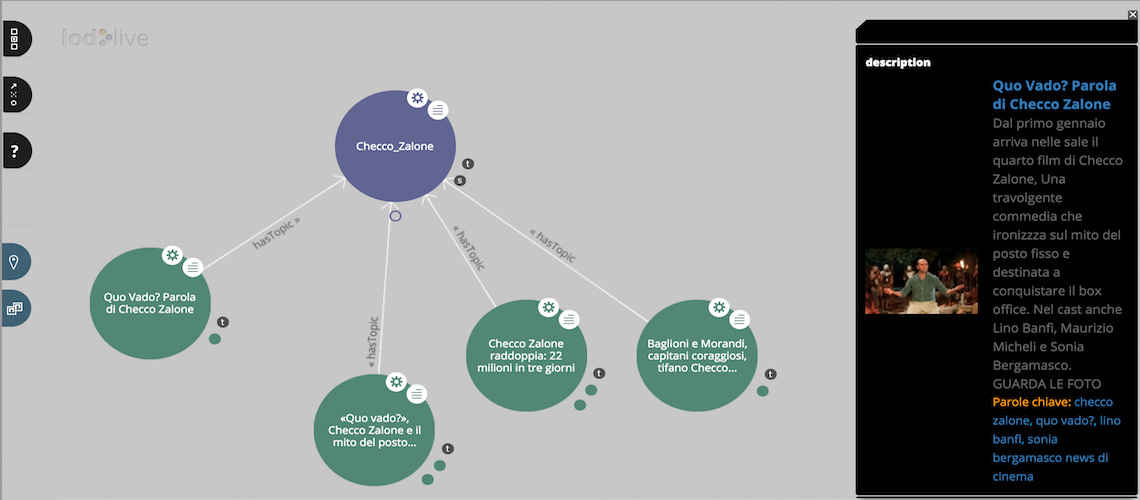 lod live
?
Checco_Zalone
t
s
hasTopic »
« hasTopic
« hasTopic
« hasTopic
Quo Vado? Parola
di Checco Zalone
t
Checco Zalone
raddoppia: 22
milioni in tre giorni
t
Baglioni e Morandi,
capitani coraggiosi,
tifano Checco...
t
«Quo vado?»,
Checco Zalone e il
mito del posto...
t
description
Quo Vado? Parola
di Checco Zalone
Dal primo gennaio
arriva nelle sale il
quarto film di Checco
Zalone, Una
travolgente
commedia che
ironizzza sul mito del
posto fisso e
destinata a
conquistare il box
office. Nel cast anche
Lino Banfi, Maurizio
Micheli e Sonia
Bergamasco.
GUARDA LE FOTO
Parole chiave: checco
zalone, quo vado?, lino
banfi, sonia
bergamasco news di
cinema